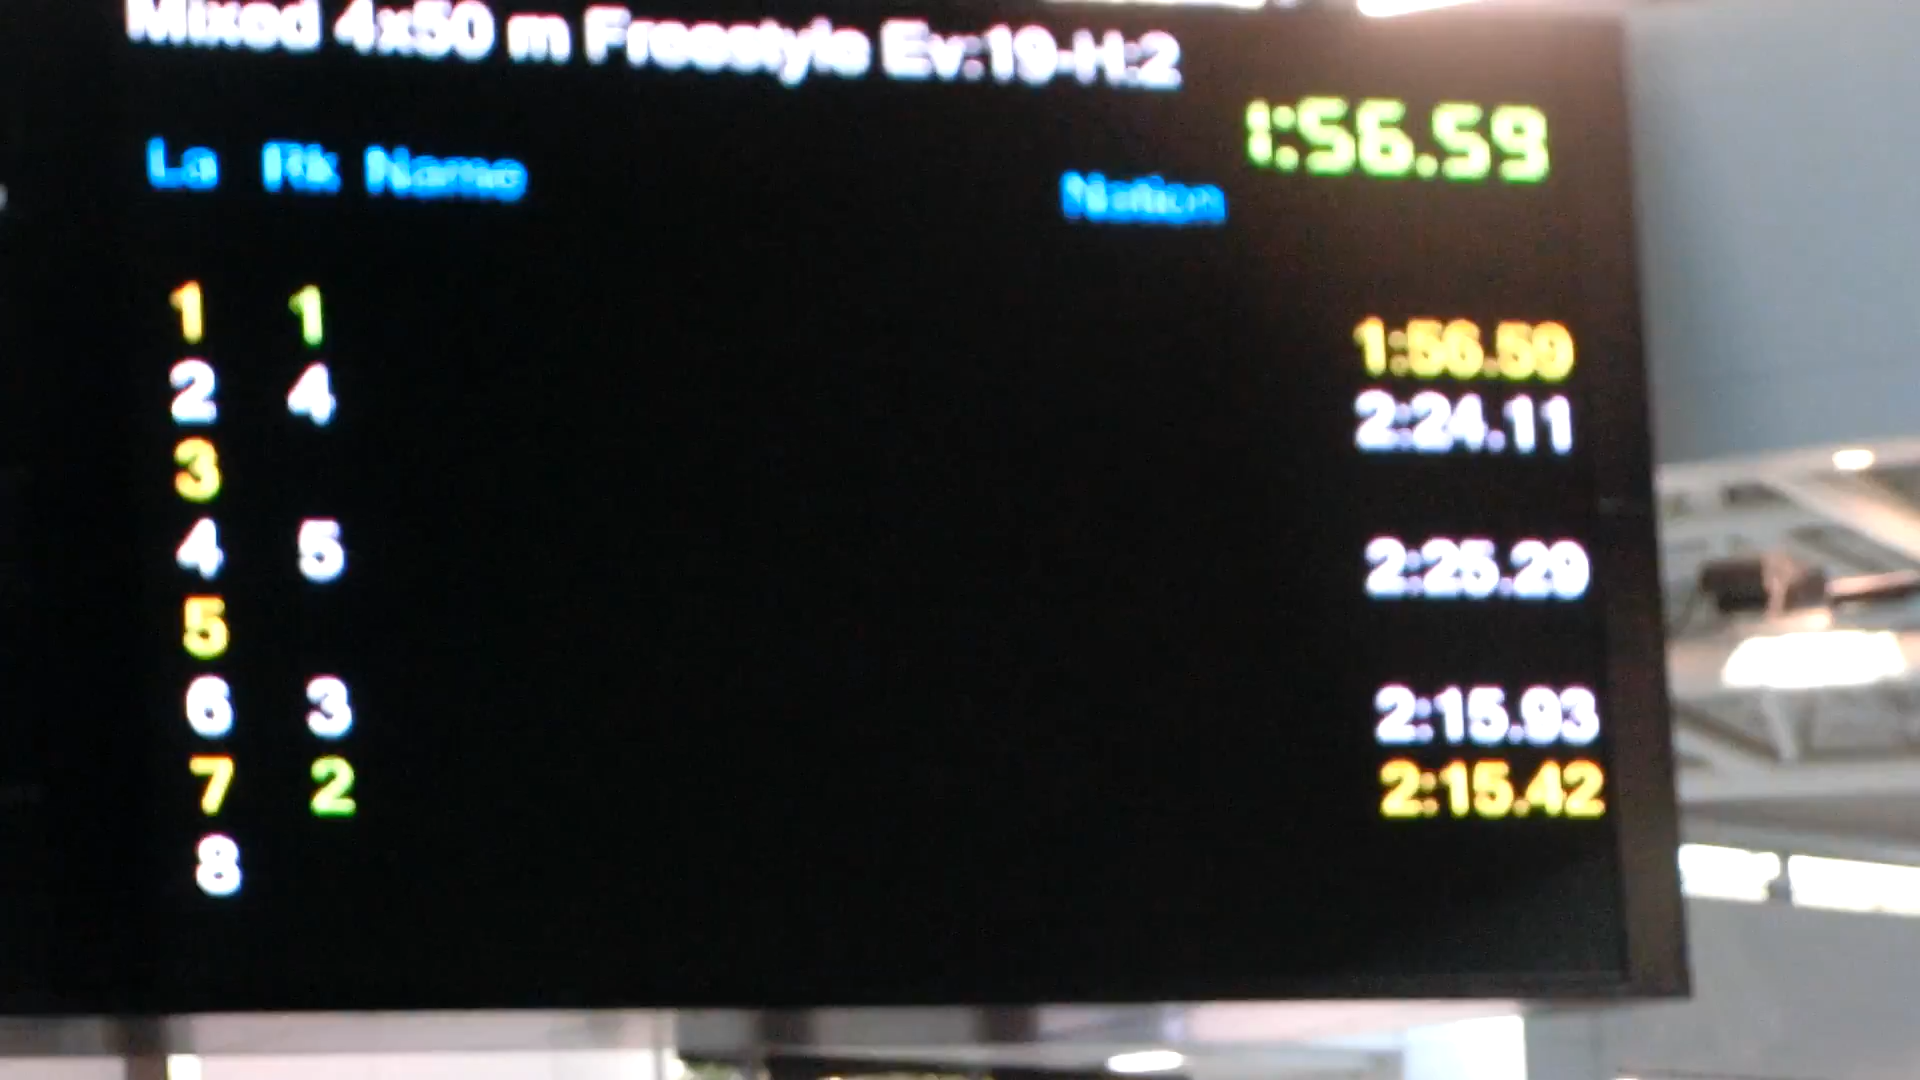 Mixed 4x50 m Freestyle Ev:19-H:2
1:56.59
La Rk Name Nation
1 1 1:56.59
2 4 2:24.11
3
4 5 2:25.29
5
6 3 2:15.93
7 2 2:15.42
8